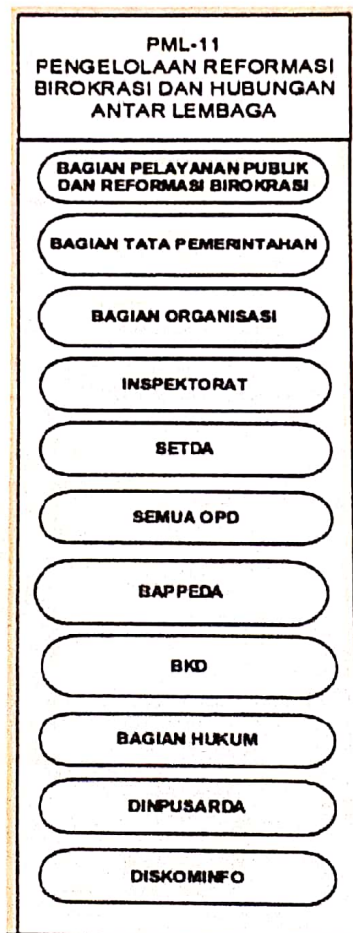 PML-11
PENGELOLAAN REFORMASI
BIROKRASI DAN HUBUNGAN
ANTAR LEMBAGA
BAGIAN PELAYANAN PUBLIK
DAN REFORMASI BIROKRASI
BAGIAN TATA PEMERINTAHAN
BAGIAN ORGANISASI
INSPEKTORAT
SETDA
SEMUA OPD
BAPPEDA
BKD
BAGIAN HUKUM
DINPUSARDA
DISKOMINFO